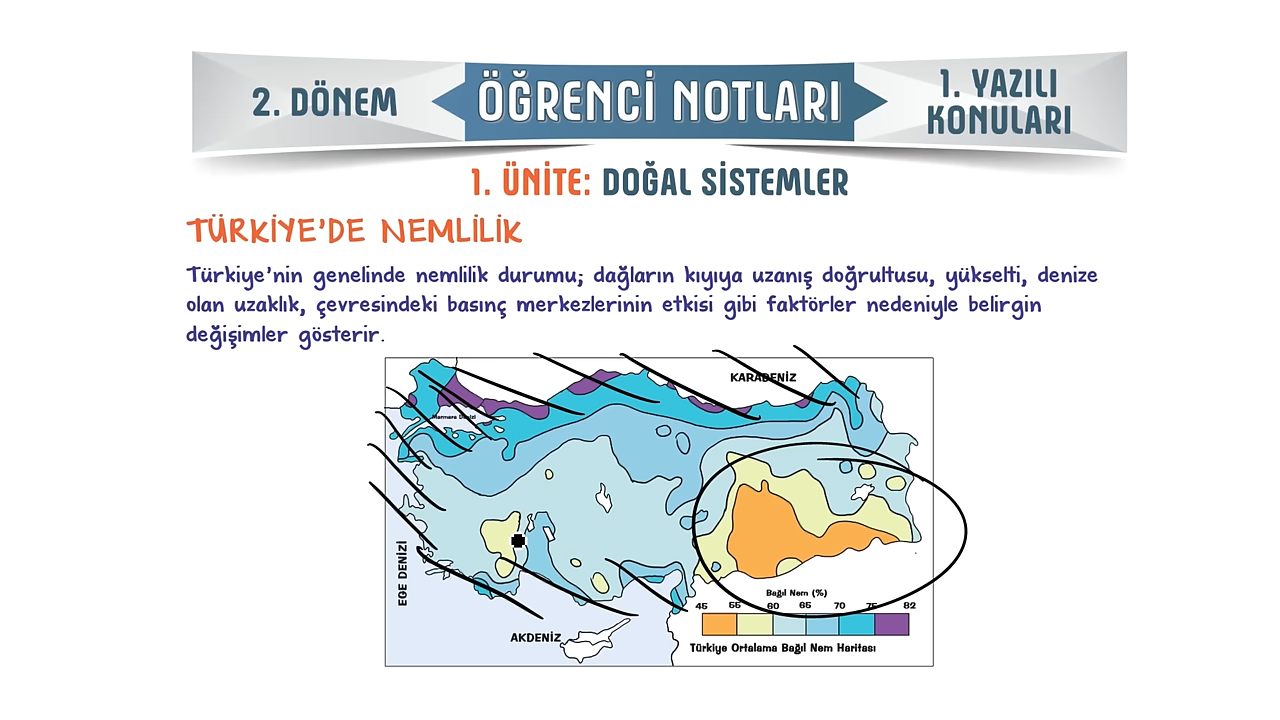 2. DÖNEM
ÖĞRENCİ NOTLARI
1. YAZILI
KONULARI
1. ÜNİTE: DOĞAL SİSTEMLER
TÜRKİYE'DE NEMLİLİK
Türkiye'nin genelinde nemlilik durumu; dağların kıyıya uzanış doğrultusu, yükselti, denize
olan uzaklık, çevresindeki basınç merkezlerinin etkisi gibi faktörler nedeniyle belirgin
değişimler gösterir.
KARADENİZ
Marmara Denizi
EGE DENİZİ
AKDENİZ
Bağıl Nem (%)
45 55 60 65 70 75 82
Türkiye Ortalama Bağıl Nem Haritası